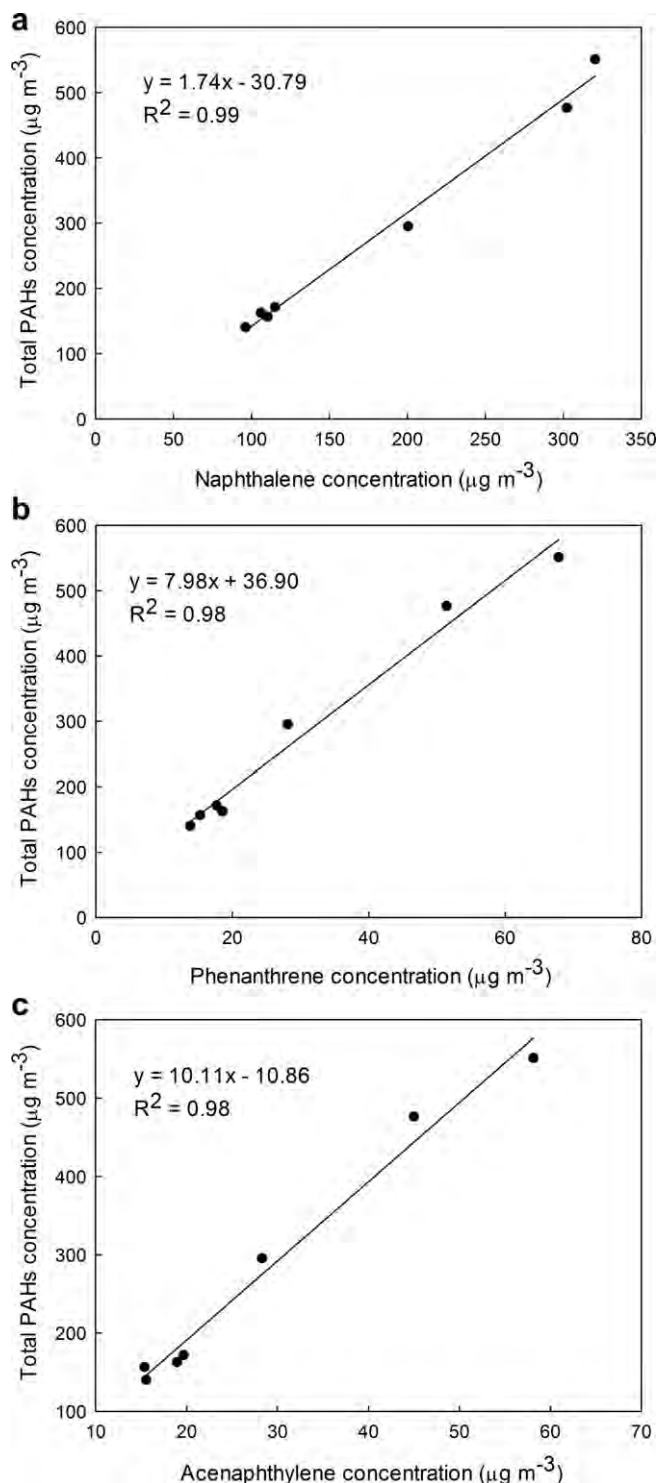 a
600
500
400
300
200
100
0
Total PAHs concentration (μg m-3)
y = 1.74x - 30.79
R2 = 0.99
0 50 100 150 200 250 300 350
Naphthalene concentration (μg m-3)
b
600
500
400
300
200
100
0
Total PAHs concentration (μg m-3)
y = 7.98x + 36.90
R2 = 0.98
0 20 40 60 80
Phenanthrene concentration (μg m-3)
c
600
500
400
300
200
100
Total PAHs concentration (μg m-3)
y = 10.11x - 10.86
R2 = 0.98
10 20 30 40 50 60 70
Acenaphthylene concentration (μg m-3)